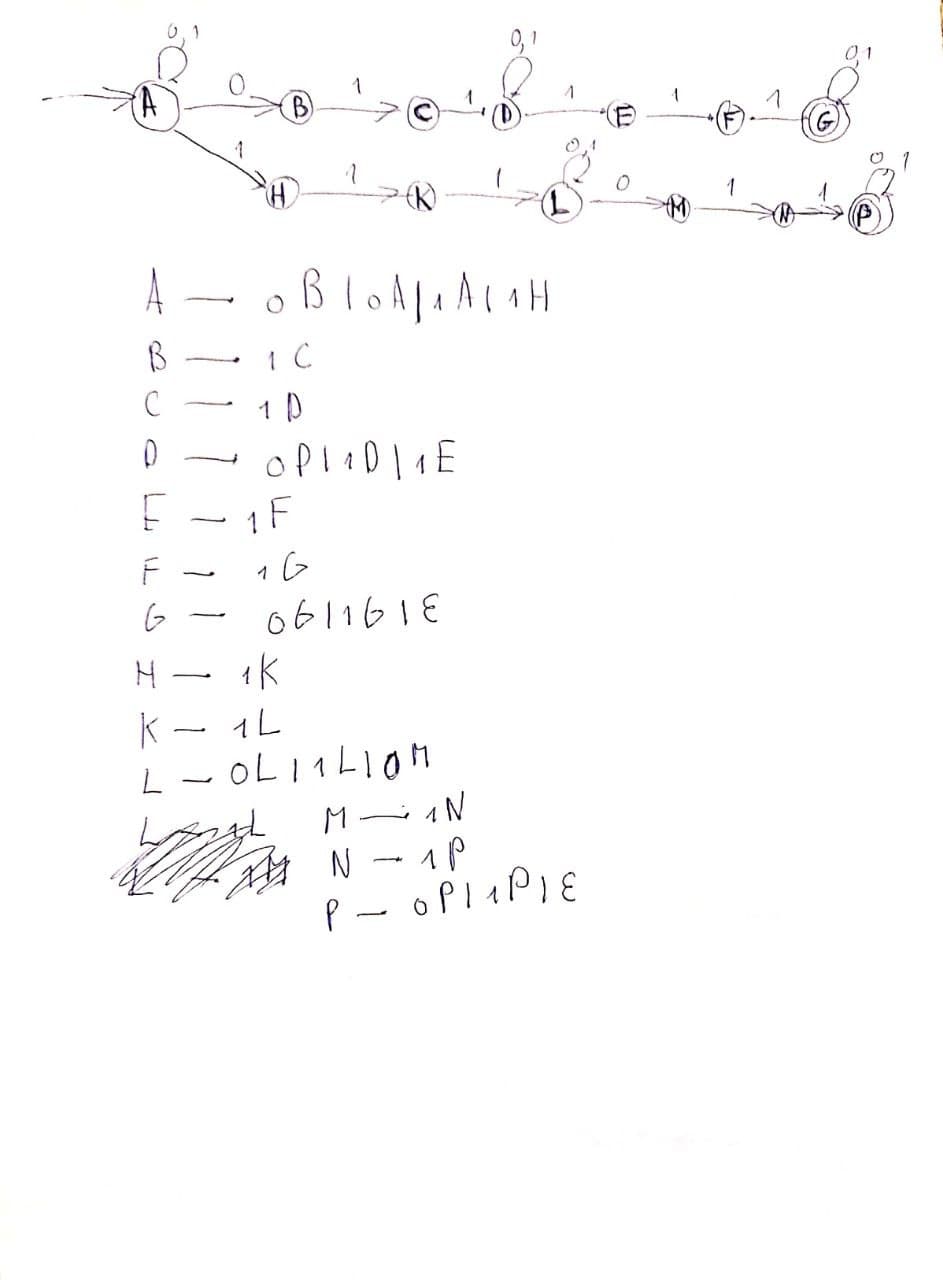 0,1 0,1 0,1
A 0 B 1 C 1 D 1 E 1 F 1 G
1 0,1 0 1
H 1 K 1 L 0 M 1 N 1 P
A — 0B | 0A | 1A | 1H
B — 1C
C — 1D
D — 0P | 1D | 1E
E — 1F
F — 1G
G — 0G | 1G | ε
H — 1K
K — 1L
L — 0L | 1L | 0M
M — 1N
N — 1P
P — 0P | 1P | ε